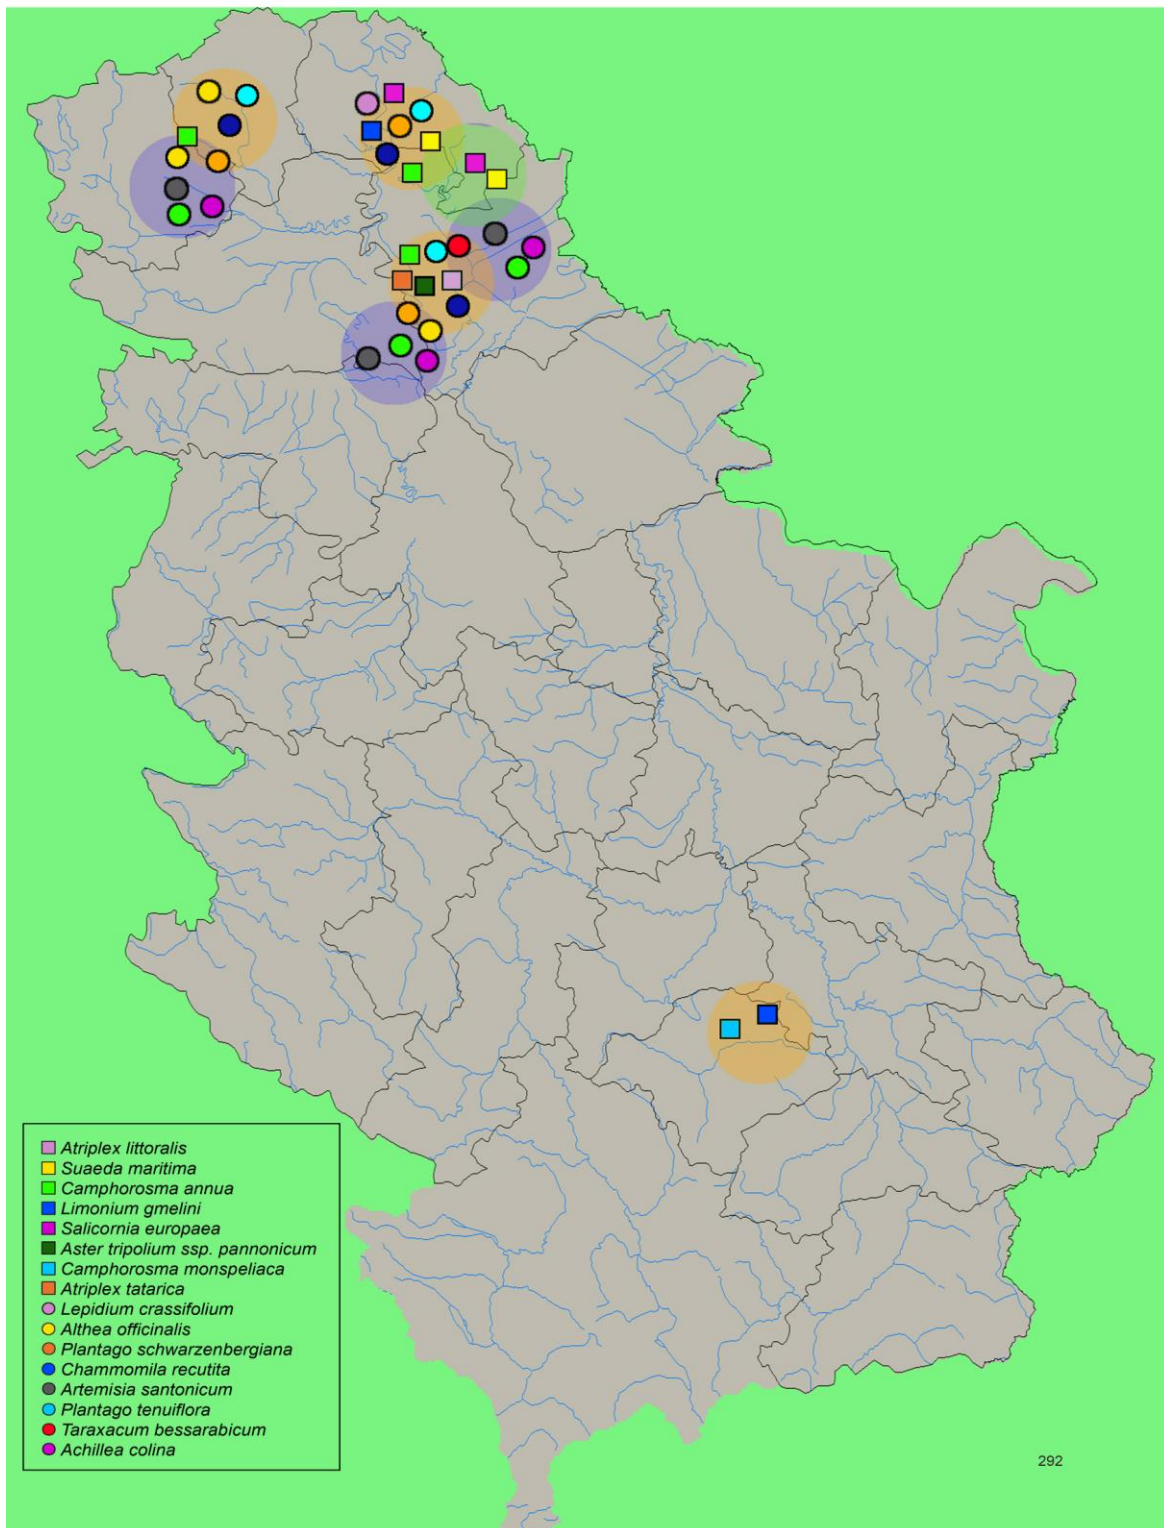 Atriplex littoralis
Suaeda maritima
Camphorosma annua
Limonium gmelini
Salicornia europaea
Aster tripolium ssp. pannonicum
Camphorosma monspeliaca
Atriplex tatarica
Lepidium crassifolium
Althea officinalis
Plantago schwarzenbergiana
Chammomila recutita
Artemisia santonicum
Plantago tenuiflora
Taraxacum bessarabicum
Achillea colina
292